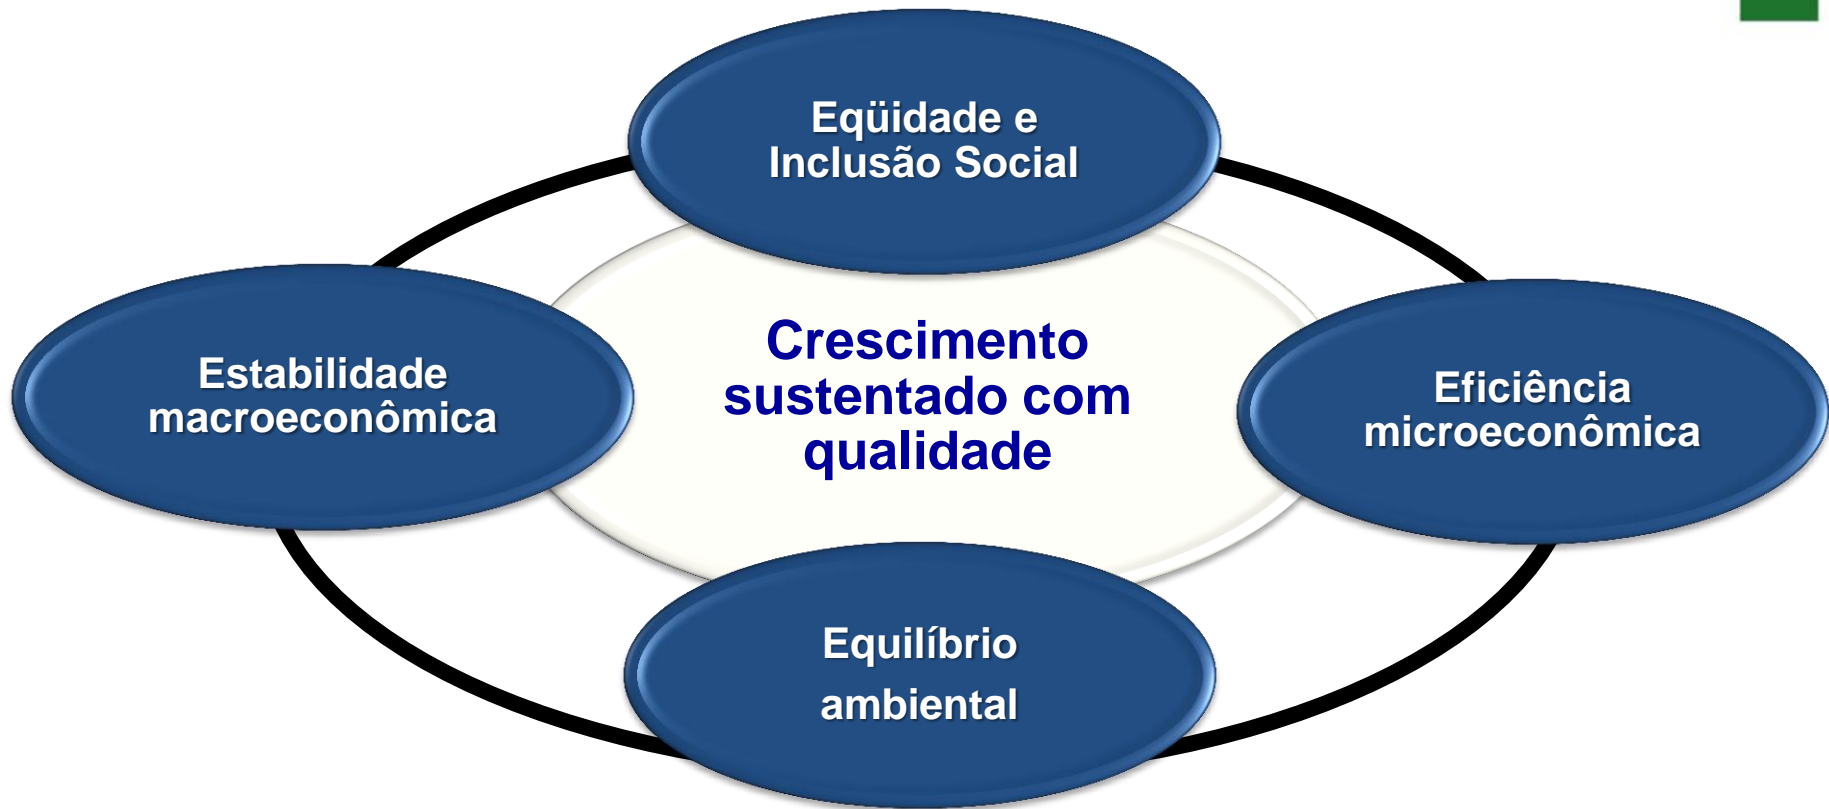 Eqüidade e
Inclusão Social
Estabilidade
macroeconômica
Crescimento
sustentado com
qualidade
Eficiência
microeconômica
Equilíbrio
ambiental